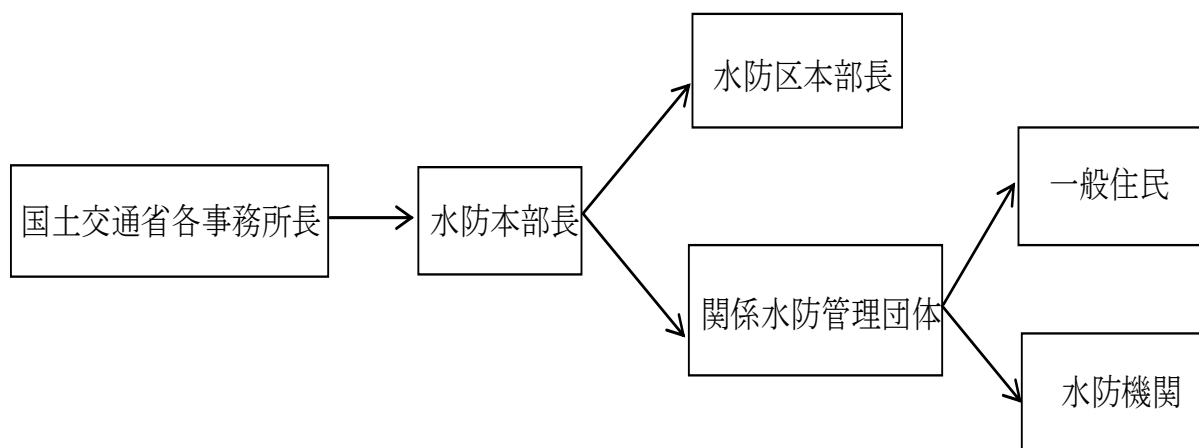 水防区本部長
一般住民
国土交通省各事務所長
水防本部長
関係水防管理団体
水防機関